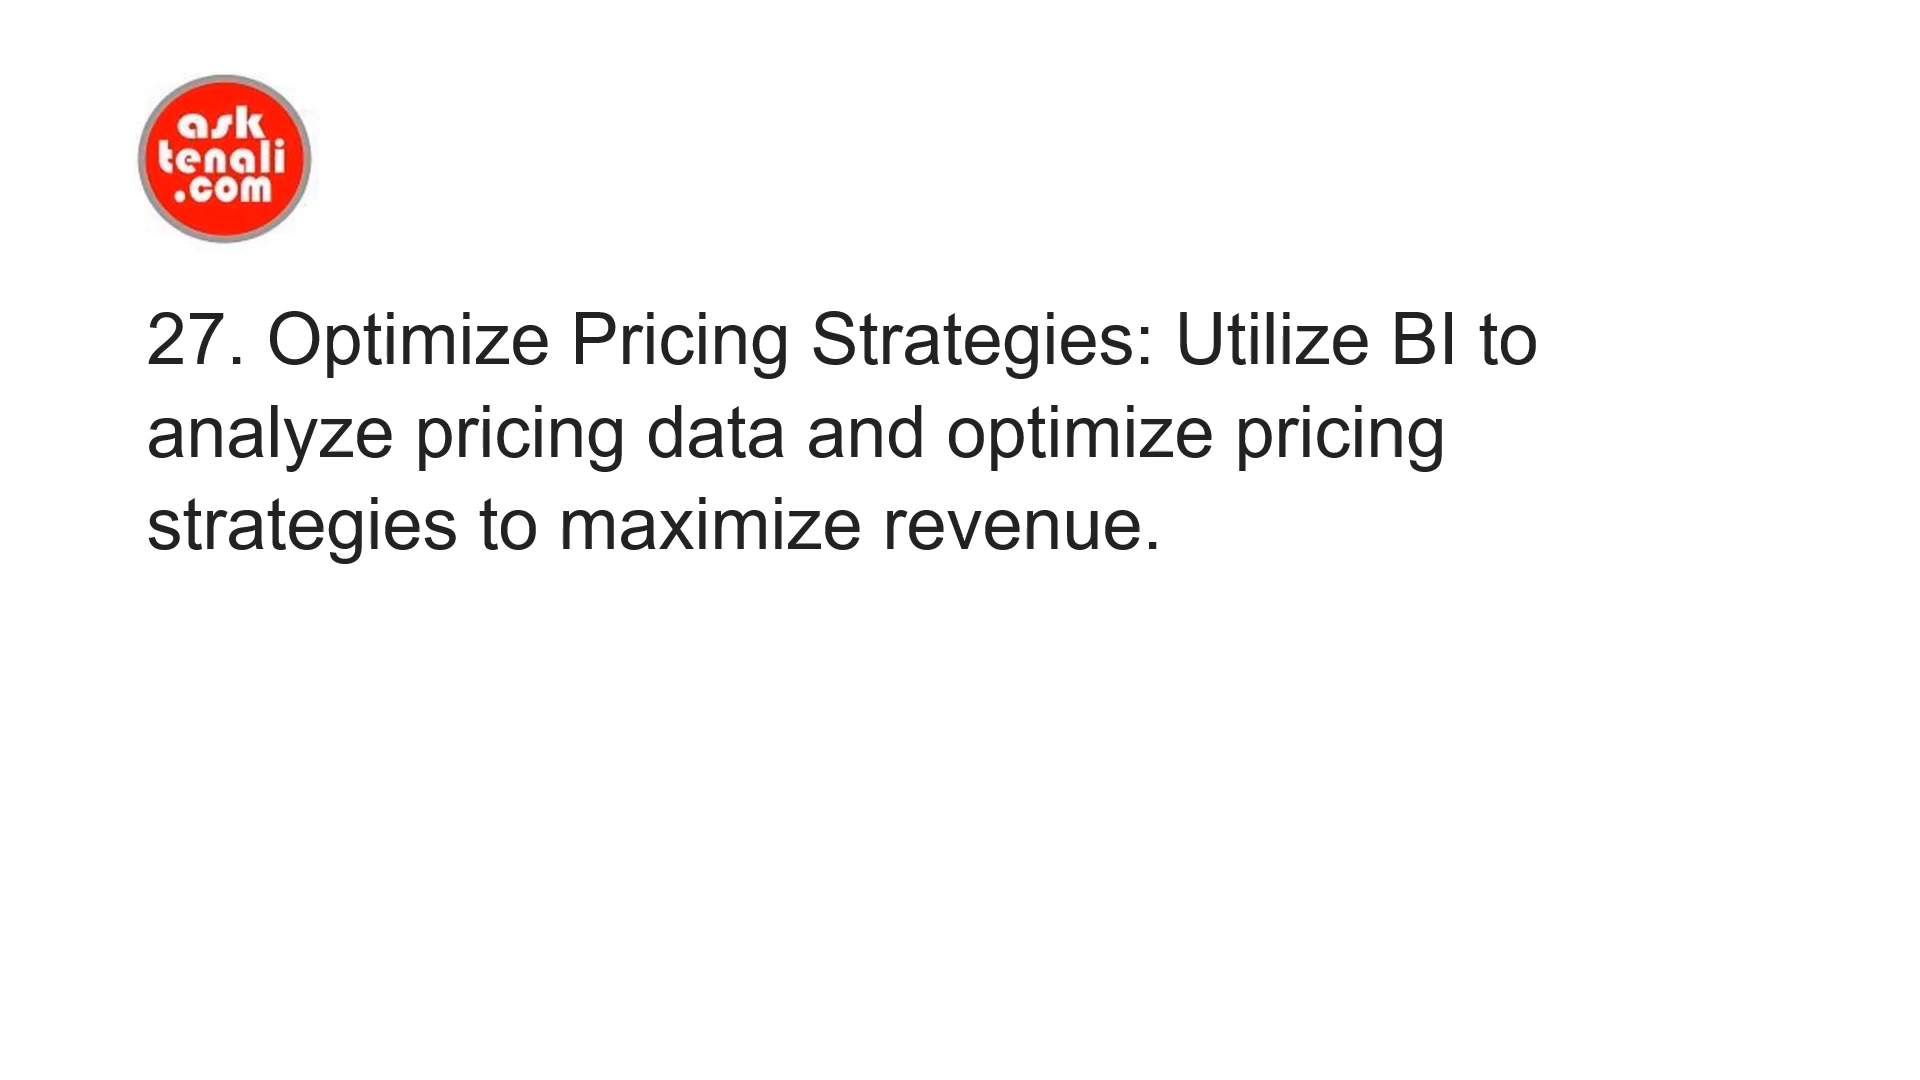 ask
tenali
.com
27. Optimize Pricing Strategies: Utilize BI to
analyze pricing data and optimize pricing
strategies to maximize revenue.